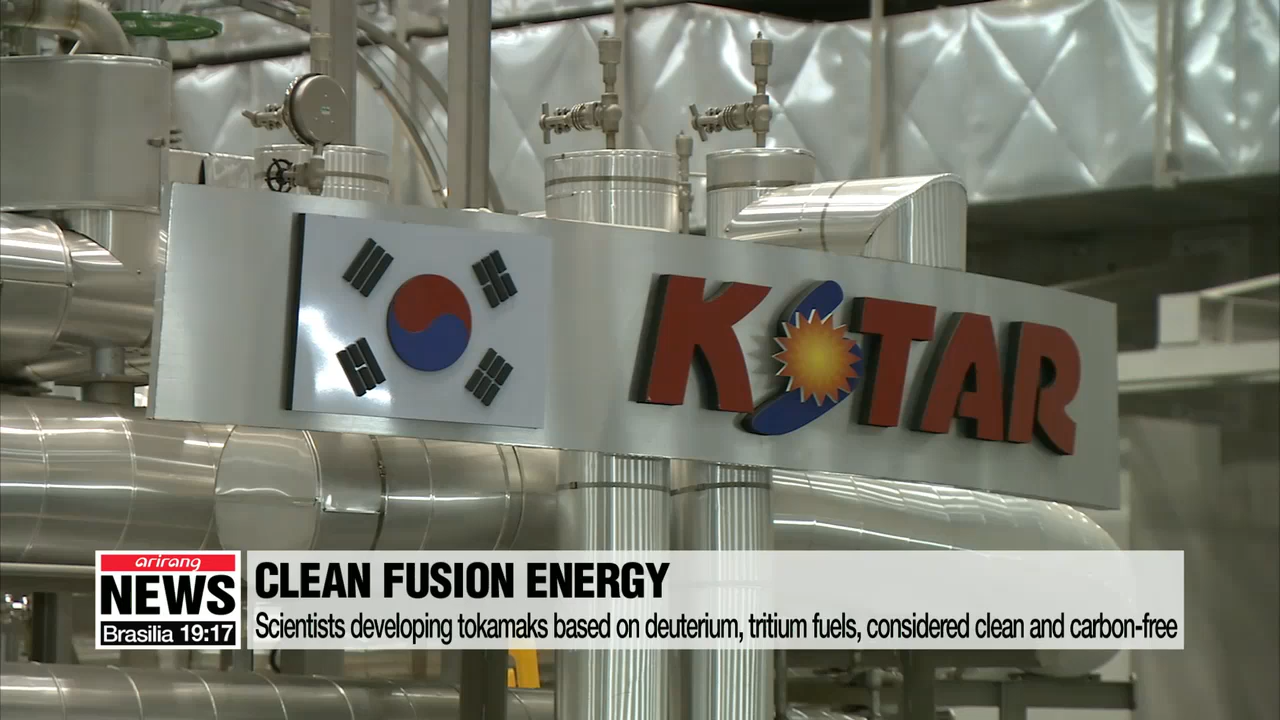 KSTAR
arirang
NEWS
Brasilia 19:17
CLEAN FUSION ENERGY
Scientists developing tokamaks based on deuterium, tritium fuels, considered clean and carbon-free